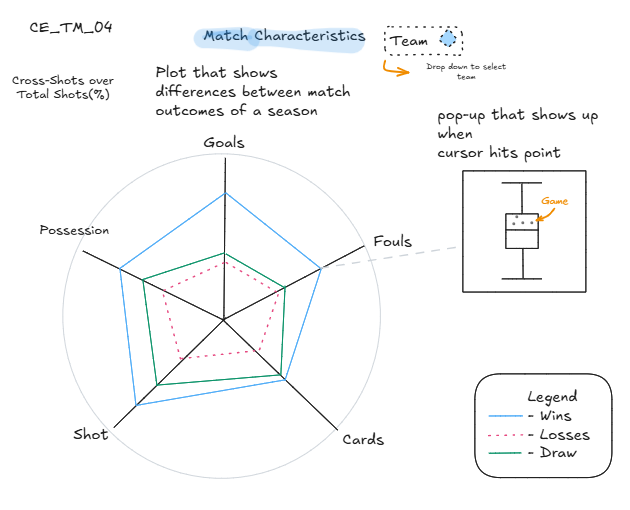 CE_TM_04
Match Characteristics
Team
Drop down to select
team
Cross-Shots over
Total Shots(%)
Plot that shows
differences between match
outcomes of a season
pop-up that shows up
when
cursor hits point
Goals
Possession
Fouls
Game
Shot
Cards
Legend
- Wins
- Losses
- Draw